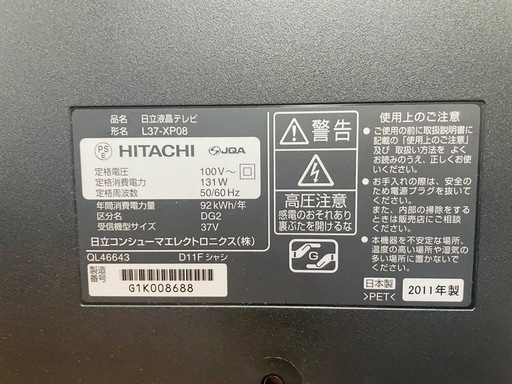 品名 日立液晶テレビ
形名 L37-XP08
PS E HITACHI JQA
定格電圧 100V～
定格消費電力 131W
定格周波数 50/60Hz
年間消費電力量 92kWh/年
区分名 DG2
受信機型サイズ 37V
日立コンシューマエレクトロニクス(株)
QL46643 D11Fシャシ
製造番号
G1K008688
警告
高圧注意
感電のおそれあり
裏ぶたを開けるな
G
使用上のご注意
●ご使用の前に取扱説明書に
記載の「使用上のご注意」
及び 取扱い方法をよく
お読みのうえ、正しくお使い
ください。
●お手入れの際は、安全のた
め電源プラグを抜いてくだ
さい。
また、内部の掃除をするとき
は販売店にご相談ください。
●本機器を不安定な場所、
温度の高い場所や湿気の
多い場所に置かないでくだ
さい。
日本製
>PET<
2011年製